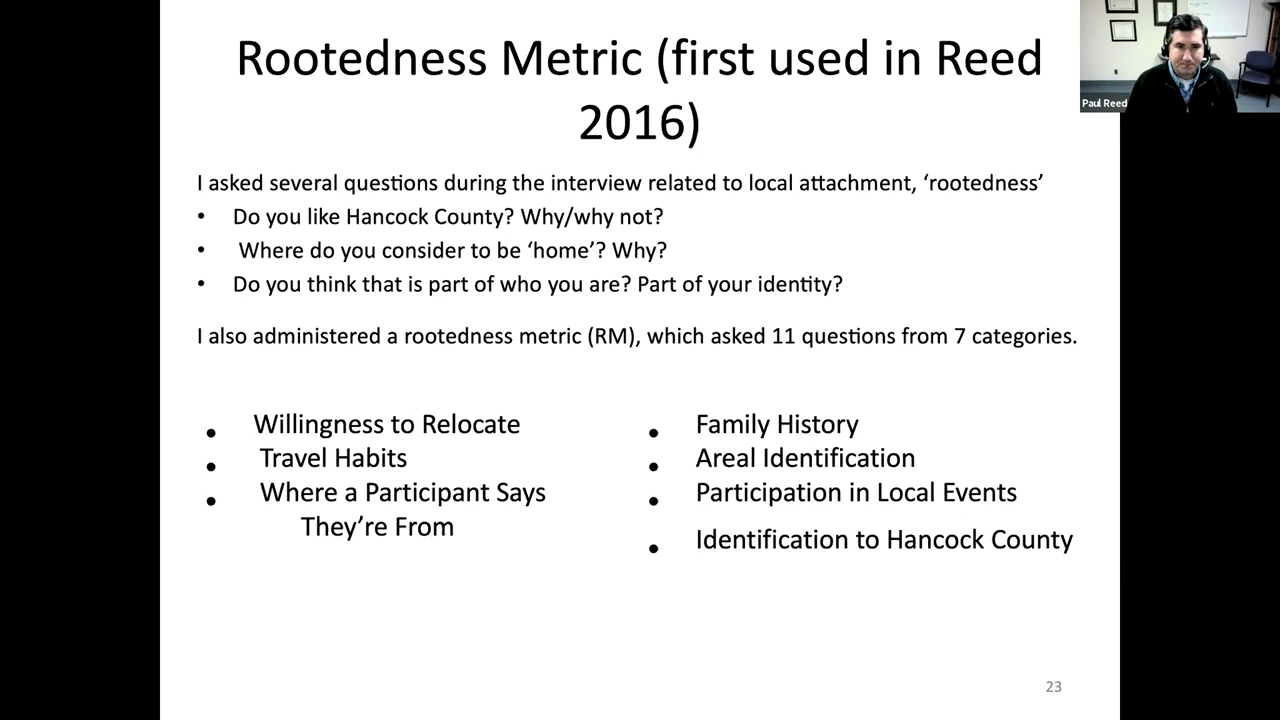 Rootedness Metric (first used in Reed
2016)
Paul Reed
I asked several questions during the interview related to local attachment, ‘rootedness’
• Do you like Hancock County? Why/why not?
• Where do you consider to be ‘home’? Why?
• Do you think that is part of who you are? Part of your identity?
I also administered a rootedness metric (RM), which asked 11 questions from 7 categories.
• Willingness to Relocate
• Travel Habits
• Where a Participant Says
They’re From
• Family History
• Areal Identification
• Participation in Local Events
• Identification to Hancock County
23